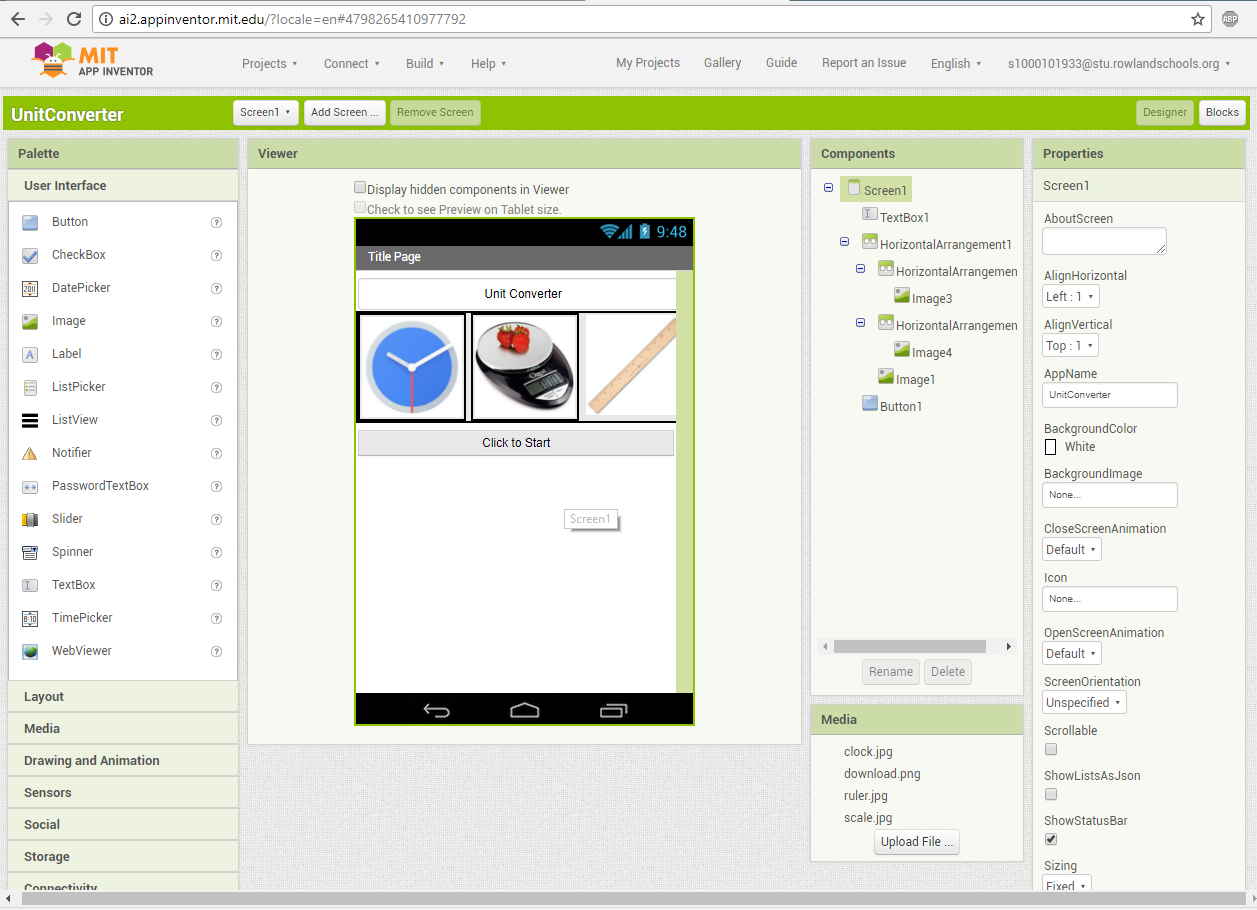 ai2.appinventor.mit.edu/?locale=en#4798265410977792
ABP
MIT
APP INVENTOR
Projects
Connect
Build
Help
My Projects
Gallery
Guide
Report an Issue
English
s1000101933@stu.rowlandschools.org
UnitConverter
Screen1
Add Screen ...
Remove Screen
Designer
Blocks
Palette
User Interface
Button
?
CheckBox
?
DatePicker
?
Image
?
Label
?
ListPicker
?
ListView
?
Notifier
?
PasswordTextBox
?
Slider
?
Spinner
?
TextBox
?
TimePicker
?
WebViewer
?
Layout
Media
Drawing and Animation
Sensors
Social
Storage
Connectivity
Viewer
Display hidden components in Viewer
Check to see Preview on Tablet size.
9:48
Title Page
Unit Converter
Click to Start
Screen1
Components
Screen1
TextBox1
HorizontalArrangement1
HorizontalArrangemen
Image3
HorizontalArrangemen
Image4
Image1
Button1
Rename
Delete
Media
clock.jpg
download.png
ruler.jpg
scale.jpg
Upload File ...
Properties
Screen1
AboutScreen
AlignHorizontal
Left : 1
AlignVertical
Top : 1
AppName
UnitConverter
BackgroundColor
White
BackgroundImage
None...
CloseScreenAnimation
Default
Icon
None...
OpenScreenAnimation
Default
ScreenOrientation
Unspecified
Scrollable
ShowListsAsJson
ShowStatusBar
Sizing
Fixed